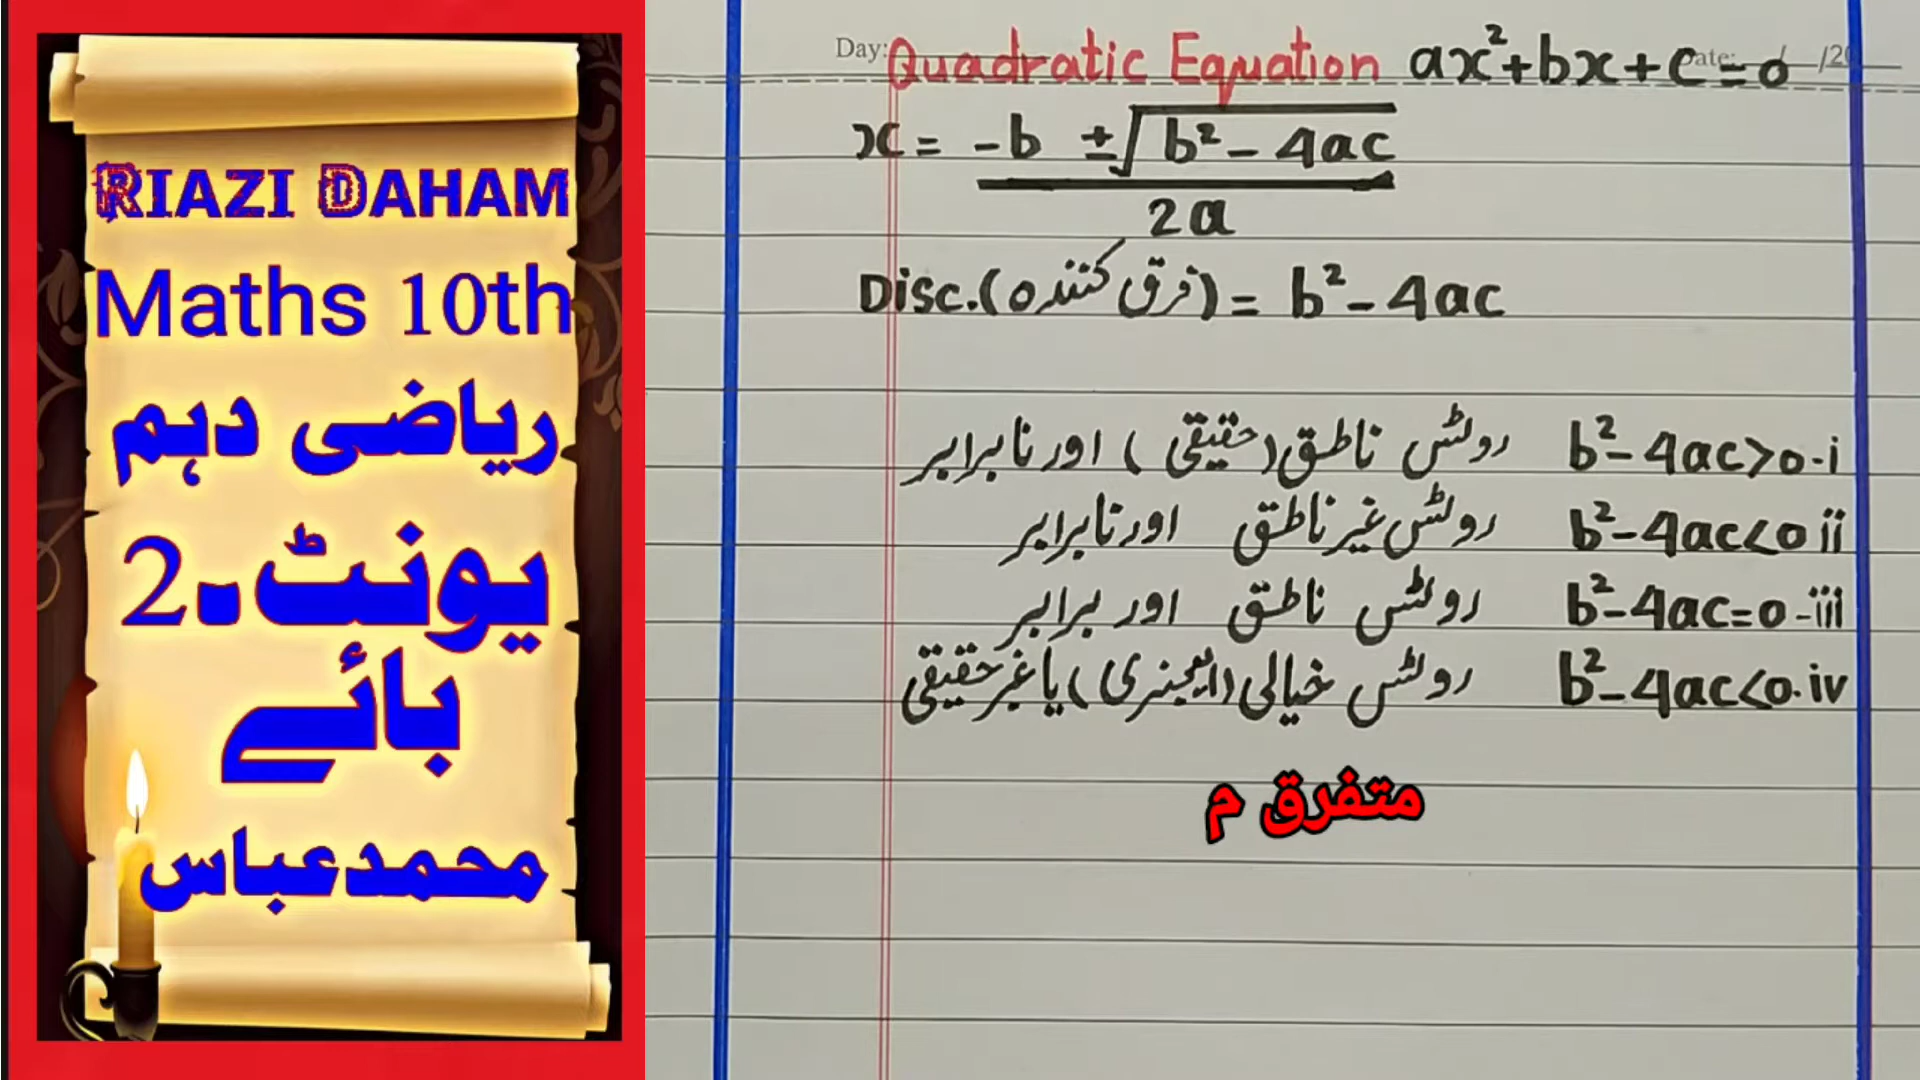 RIAZI DAHAM
Maths 10th
ریاضی دہم
یونٹ.2
بائے
محمدعباس
Day: Date: / /20
Quadratic Equation ax²+bx+c=0
x = -b ±√b²-4ac
2a
Disc.(فرق کنندہ) = b²-4ac
b²-4ac>0-i روٹس ناطق(حقیقی) اور نابرابر
b²-4ac<0 ii روٹس غیر ناطق اور نابرابر
b²-4ac=0-iii روٹس ناطق اور برابر
b²-4ac<0.iv روٹس خیالی(ایمیجنری)یا غیر حقیقی
متفرق م